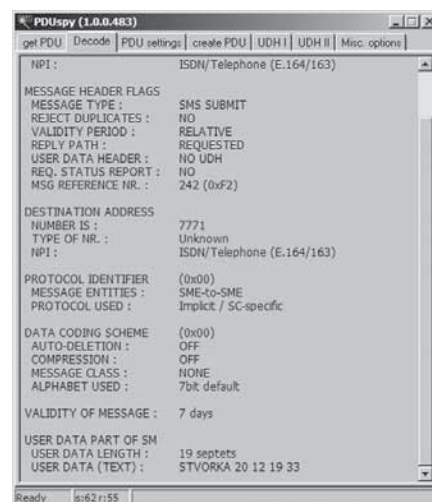 PDUspy (1.0.0.483)
get PDU Decode PDU settings create PDU UDH I UDH II Misc. options
NPI : ISDN/Telephone (E.164/163)
MESSAGE HEADER FLAGS
MESSAGE TYPE : SMS SUBMIT
REJECT DUPLICATES : NO
VALIDITY PERIOD : RELATIVE
REPLY PATH : REQUESTED
USER DATA HEADER : NO UDH
REQ. STATUS REPORT : NO
MSG REFERENCE NR. : 242 (0xF2)
DESTINATION ADDRESS
NUMBER IS : 7771
TYPE OF NR. : Unknown
NPI : ISDN/Telephone (E.164/163)
PROTOCOL IDENTIFIER (0x00)
MESSAGE ENTITIES : SME-to-SME
PROTOCOL USED : Implicit / SC-specific
DATA CODING SCHEME (0x00)
AUTO-DELETION : OFF
COMPRESSION : OFF
MESSAGE CLASS : NONE
ALPHABET USED : 7bit default
VALIDITY OF MESSAGE : 7 days
USER DATA PART OF SM
USER DATA LENGTH : 19 septets
USER DATA (TEXT) : STVORKA 20 12 19 33
Ready s:62 r:55